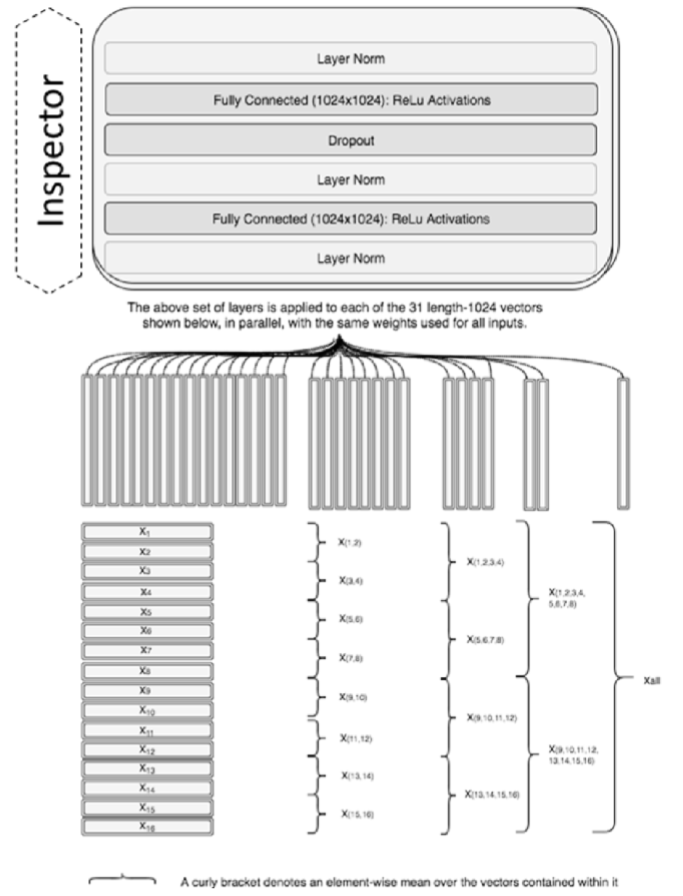 Inspector
Layer Norm
Fully Connected (1024x1024): ReLu Activations
Dropout
Layer Norm
Fully Connected (1024x1024): ReLu Activations
Layer Norm
The above set of layers is applied to each of the 31 length-1024 vectors
shown below, in parallel, with the same weights used for all inputs.
X1
X2
X3
X4
X5
X6
X7
X8
X9
X10
X11
X12
X13
X14
X15
X16
X(1,2)
X(3,4)
X(5,6)
X(7,8)
X(9,10)
X(11,12)
X(13,14)
X(15,16)
X(1,2,3,4)
X(5,6,7,8)
X(9,10,11,12)
X(13,14,15,16)
X(1,2,3,4,
5,6,7,8)
X(9,10,11,12,
13,14,15,16)
Xall
A curly bracket denotes an element-wise mean over the vectors contained within it